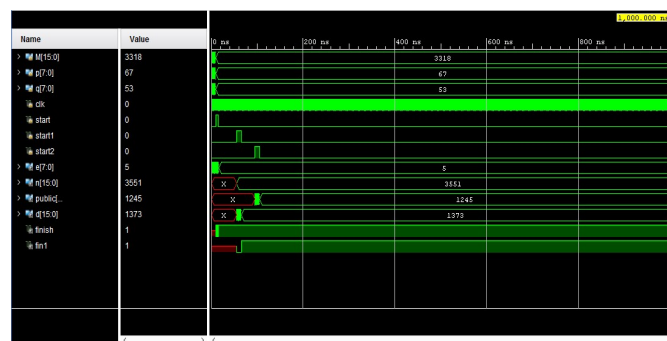 1,000.000 ns
Name Value
0 ns 200 ns 400 ns 600 ns 800 ns
M[15:0] 3318 3318
p[7:0] 67 67
q[7:0] 53 53
clk 0
start 0
start1 0
start2 0
e[7:0] 5 5
n[15:0] 3551 X 3551
public[... 1245 X 1245
d[15:0] 1373 X 1373
finish 1
fin1 1